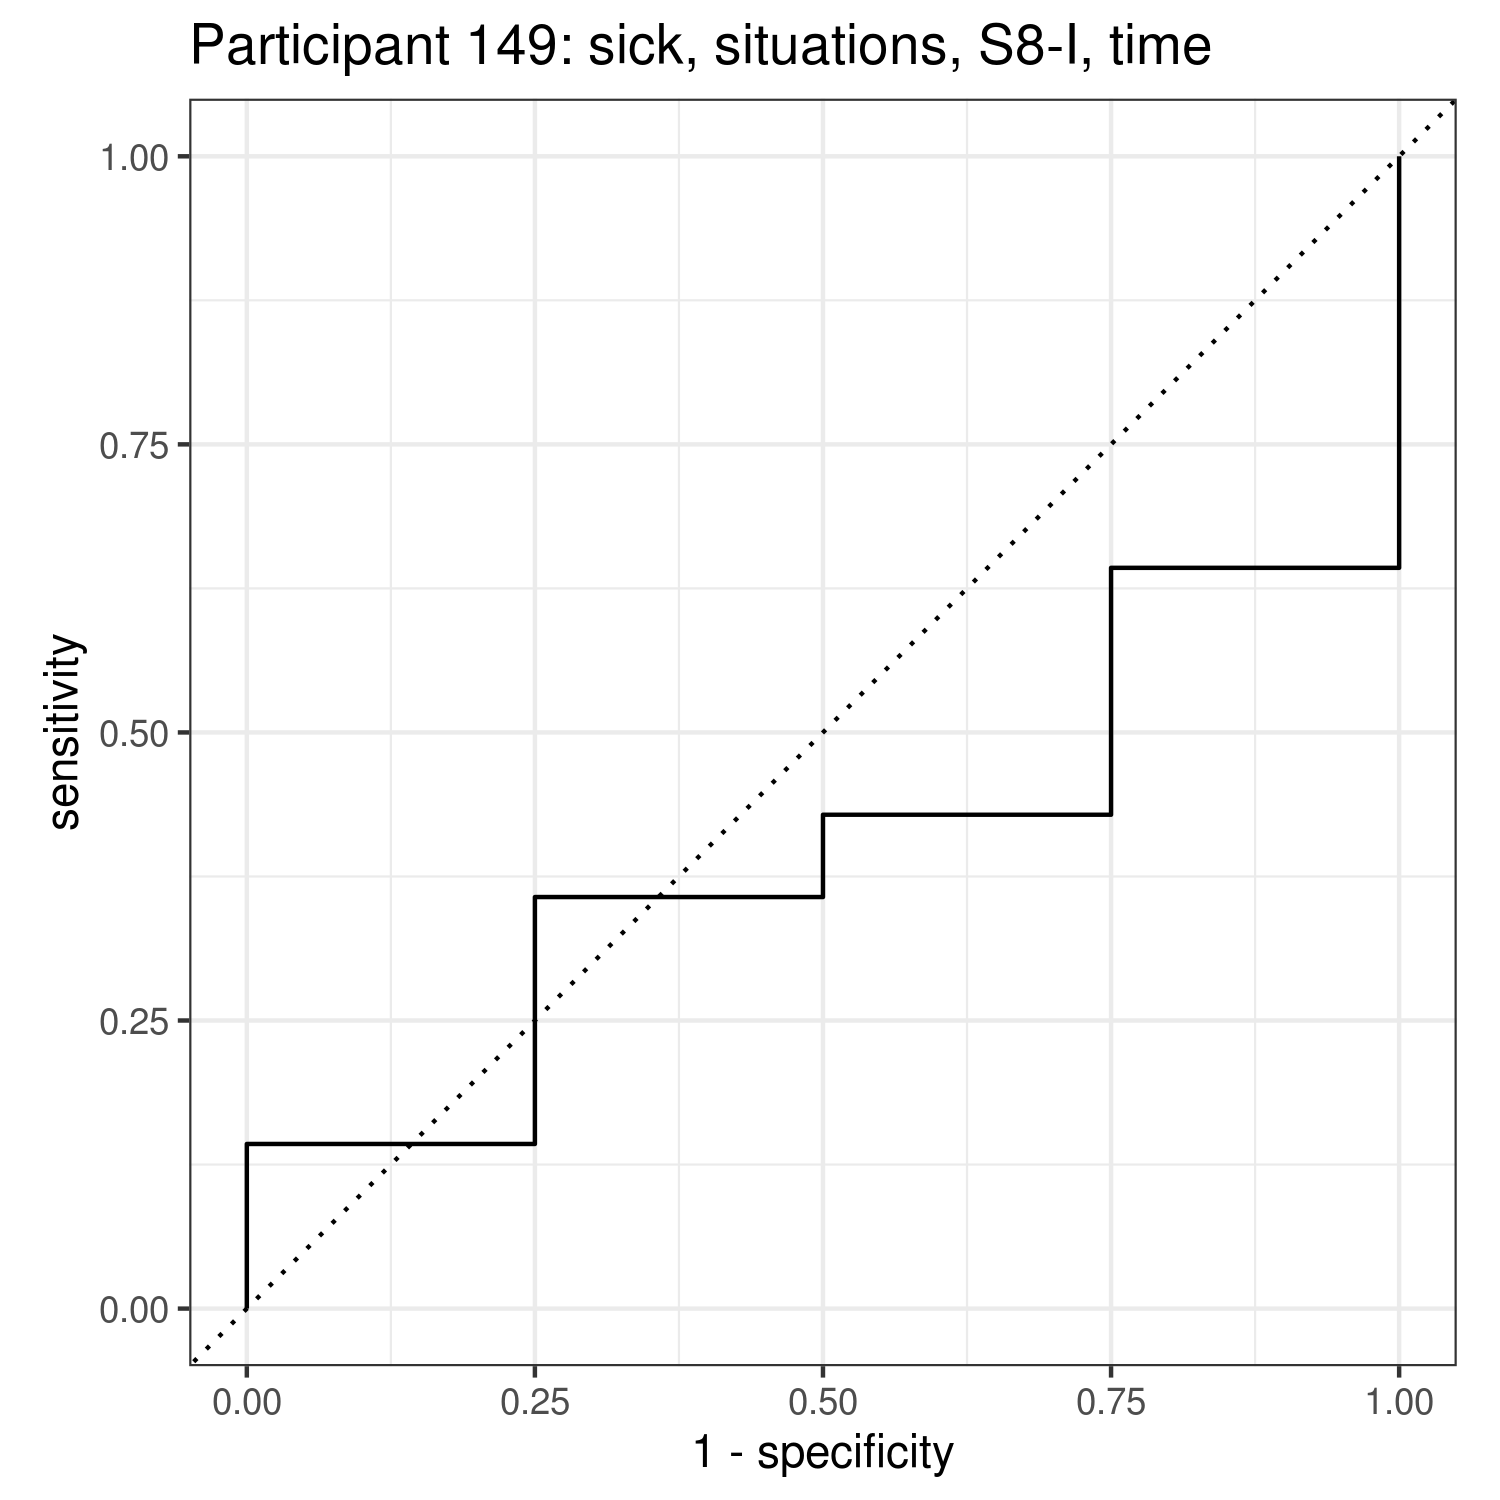 Participant 149: sick, situations, S8-I, time
1.00
0.75
0.50
0.25
0.00
sensitivity
0.00 0.25 0.50 0.75 1.00
1 - specificity